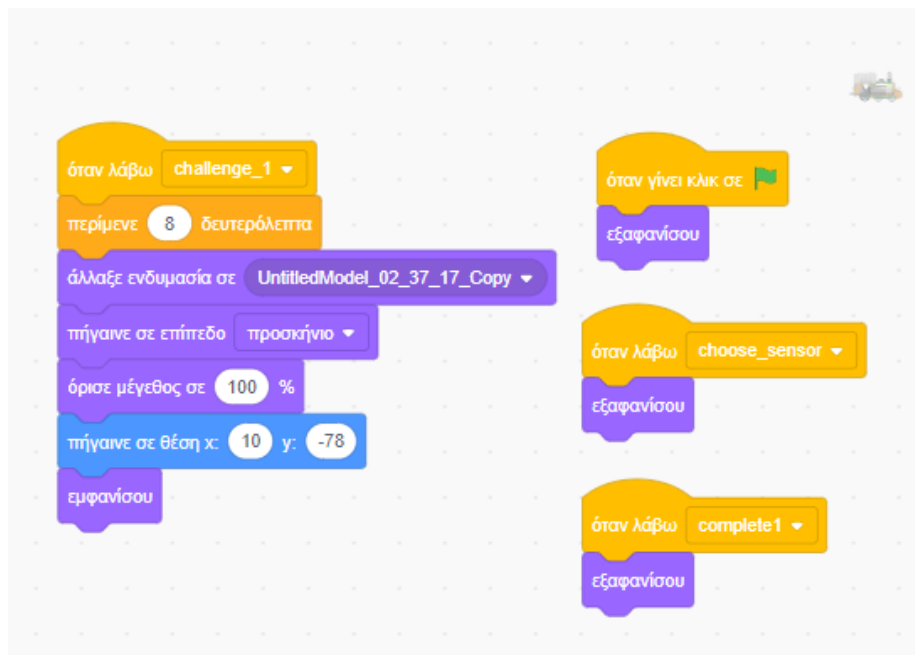 όταν λάβω challenge_1
περίμενε 8 δευτερόλεπτα
άλλαξε ενδυμασία σε UntitledModel_02_37_17_Copy
πήγαινε σε επίπεδο προσκήνιο
όρισε μέγεθος σε 100 %
πήγαινε σε θέση x: 10 y: -78
εμφανίσου
όταν γίνει κλικ σε
εξαφανίσου
όταν λάβω choose_sensor
εξαφανίσου
όταν λάβω complete1
εξαφανίσου